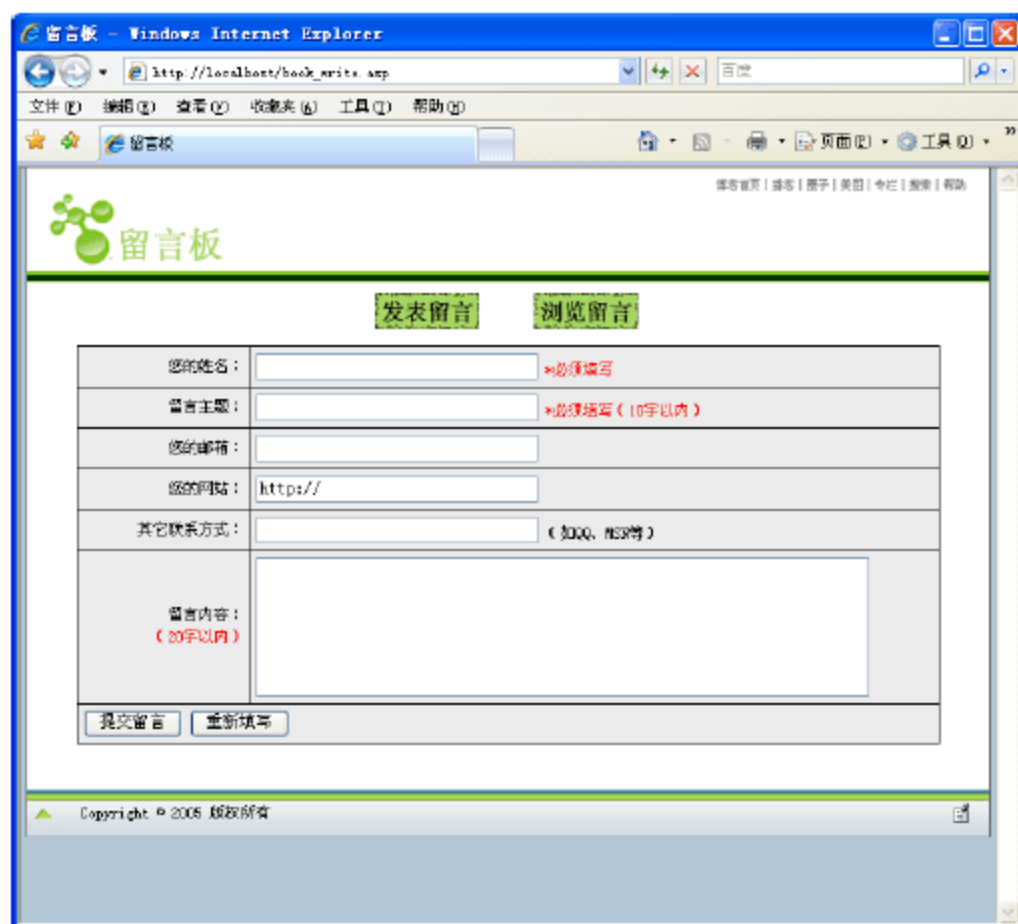 留言板 - Windows Internet Explorer
http://localhost/book_write.asp
百度
文件(F) 编辑(E) 查看(V) 收藏夹(A) 工具(T) 帮助(H)
留言板
页面(P) 工具(O)
博客首页 | 播客 | 圈子 | 美图 | 专栏 | 搜索 | 帮助
留言板
发表留言 浏览留言
您的姓名： *必须填写
留言主题： *必须填写（10字以内）
您的邮箱：
您的网站： http://
其它联系方式： （如QQ、MSN等）
留言内容：
（20字以内）
提交留言 重新填写
Copyright © 2005 版权所有